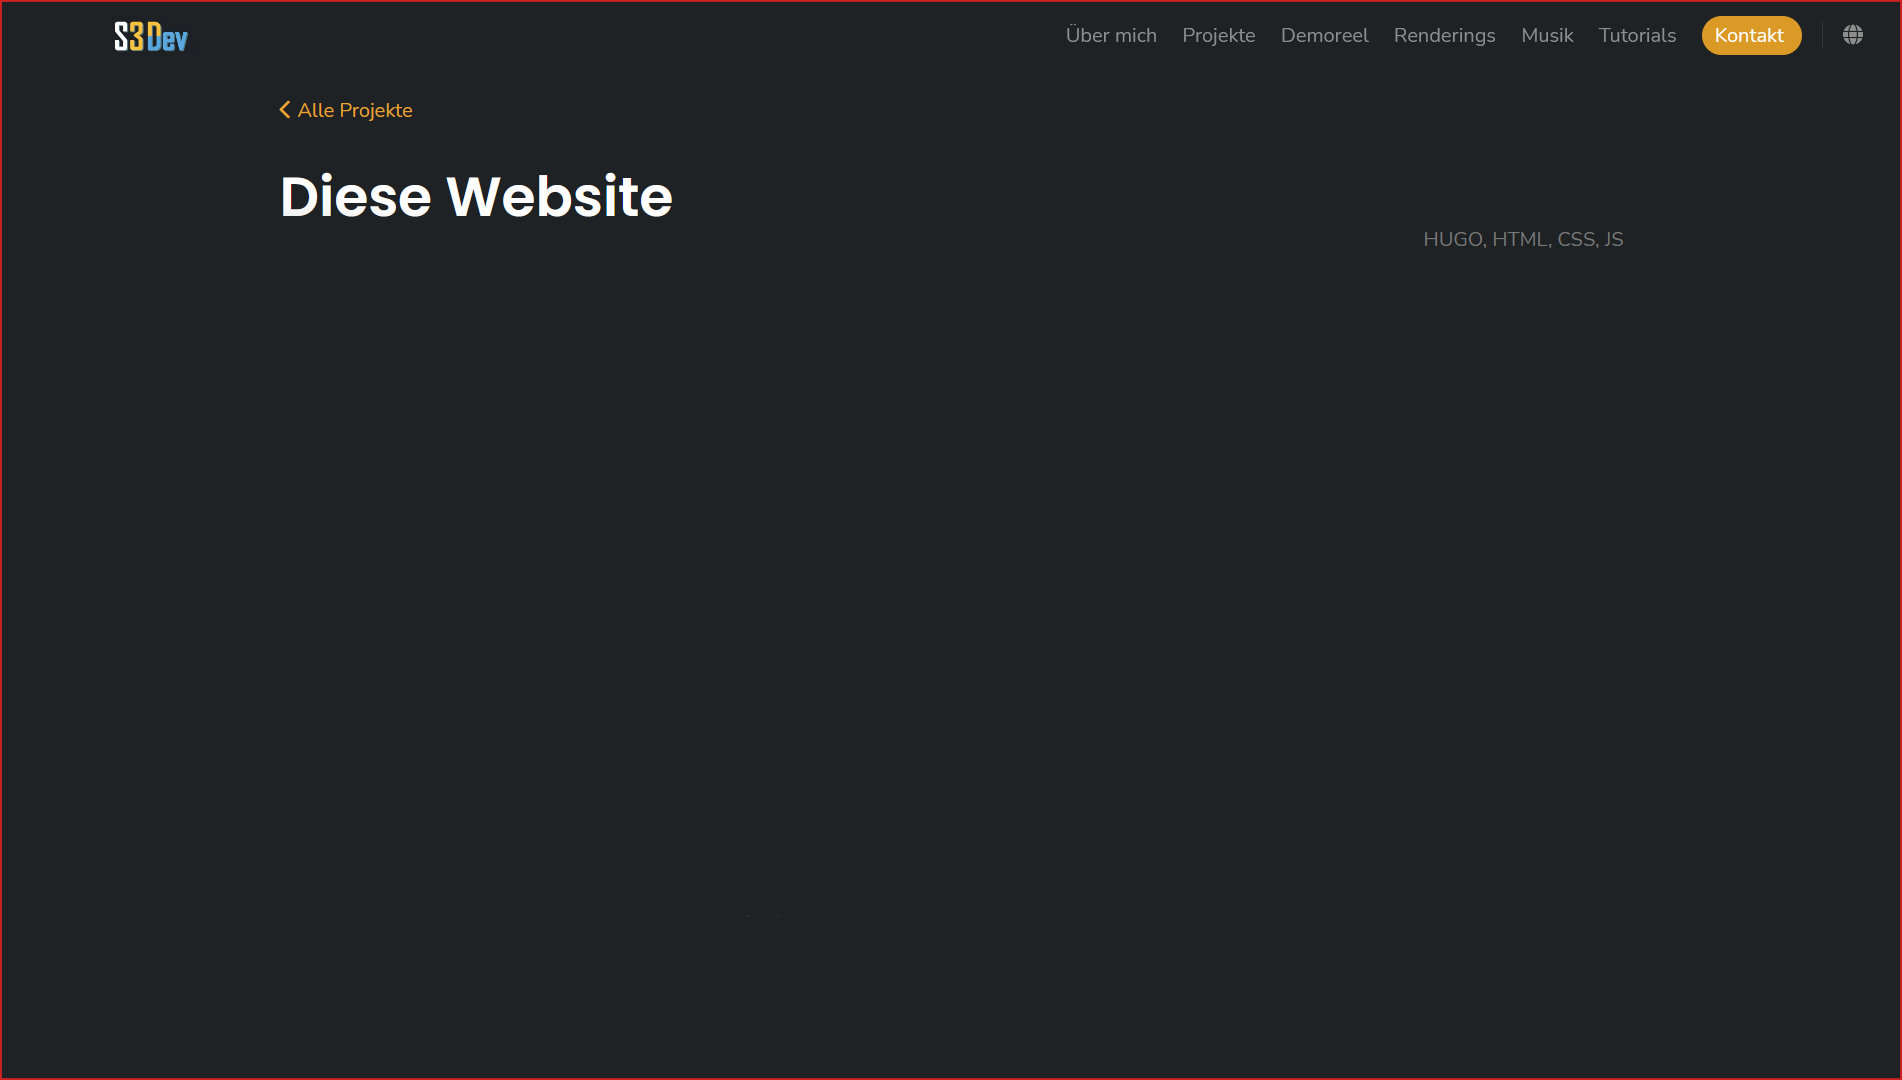 S3Dev
Über mich Projekte Demoreel Renderings Musik Tutorials Kontakt
Alle Projekte
Diese Website
HUGO, HTML, CSS, JS